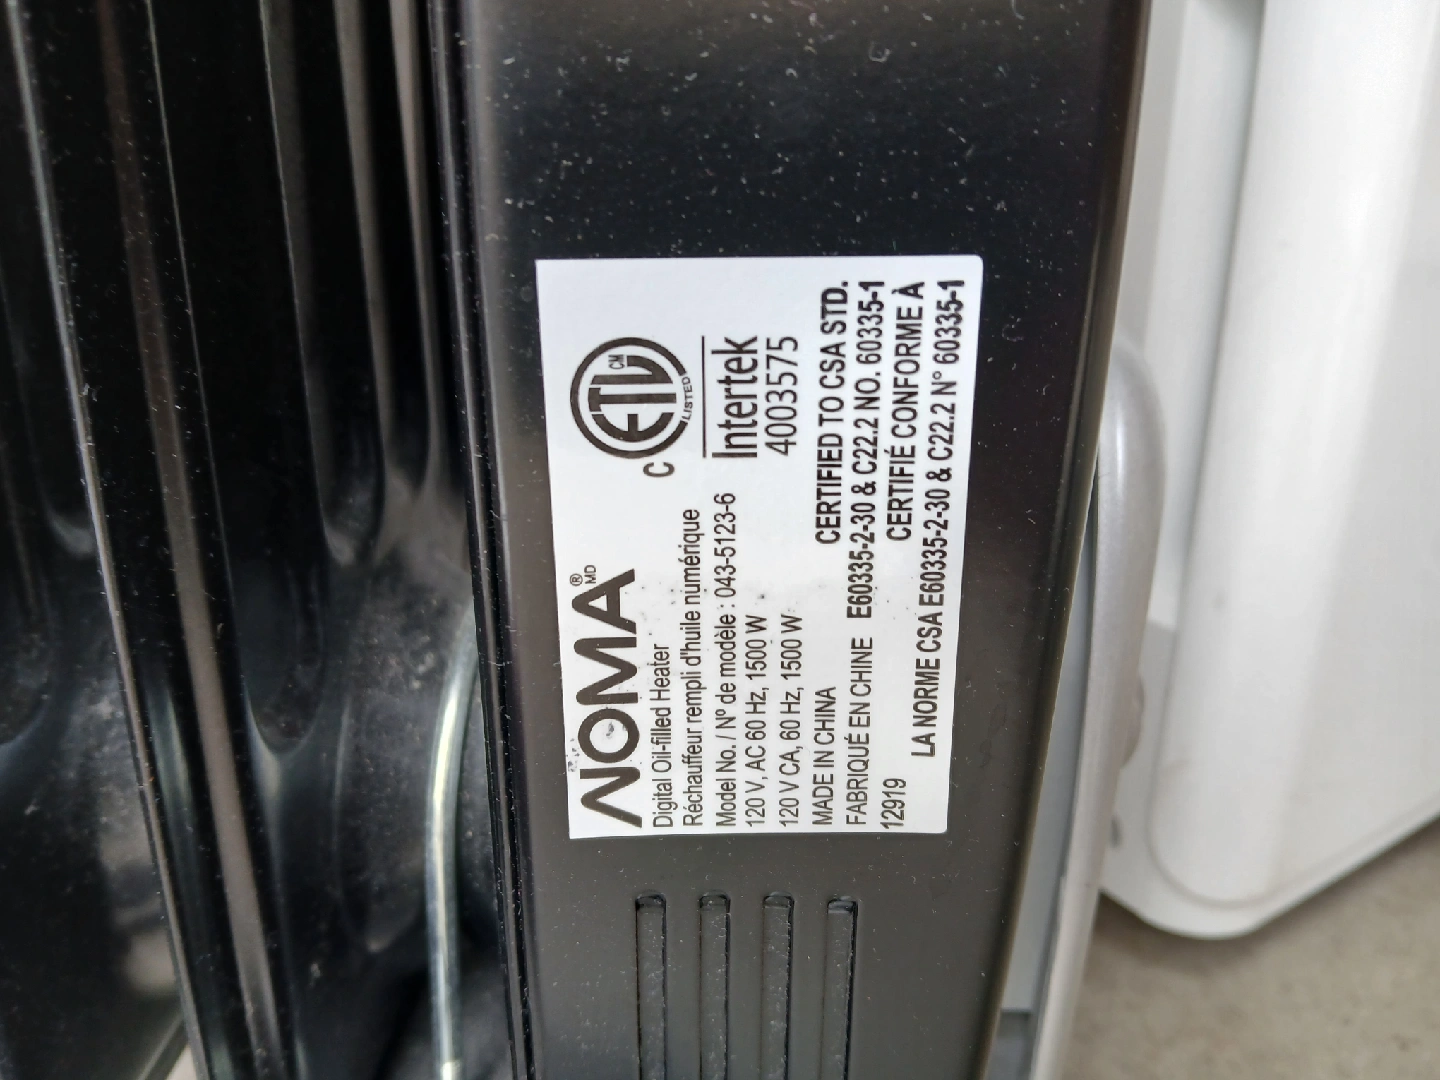 NOMA® MD
Digital Oil-filled Heater
Réchauffeur rempli d'huile numérique
Model No. / N° de modèle : 043-5123-6
120 V, AC 60 Hz, 1500 W
120 V CA, 60 Hz, 1500 W
MADE IN CHINA
FABRIQUÉ EN CHINE
12919
C ETL CM
LISTED
Intertek
4003575
CERTIFIED TO CSA STD.
E60335-2-30 & C22.2 NO. 60335-1
CERTIFIÉ CONFORME À
LA NORME CSA E60335-2-30 & C22.2 N° 60335-1